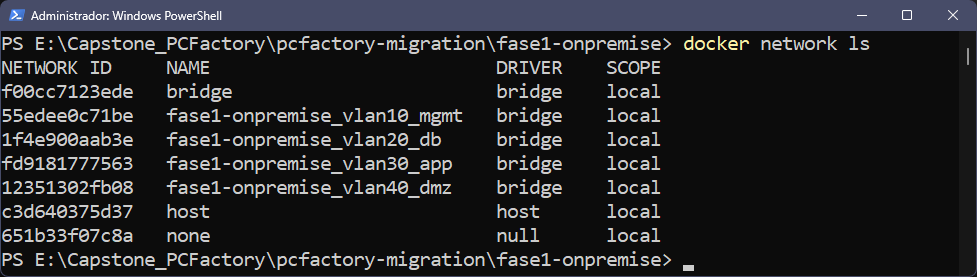 Administrador: Windows PowerShell
PS E:\Capstone_PCFactory\pcfactory-migration\fase1-onpremise> docker network ls
NETWORK ID     NAME                         DRIVER    SCOPE
f00cc7123ede   bridge                       bridge    local
55edee0c71be   fase1-onpremise_vlan10_mgmt   bridge    local
1f4e900aab3e   fase1-onpremise_vlan20_db     bridge    local
fd9181777563   fase1-onpremise_vlan30_app    bridge    local
12351302fb08   fase1-onpremise_vlan40_dmz    bridge    local
c3d640375d37   host                         host      local
651b33f07c8a   none                         null      local
PS E:\Capstone_PCFactory\pcfactory-migration\fase1-onpremise>